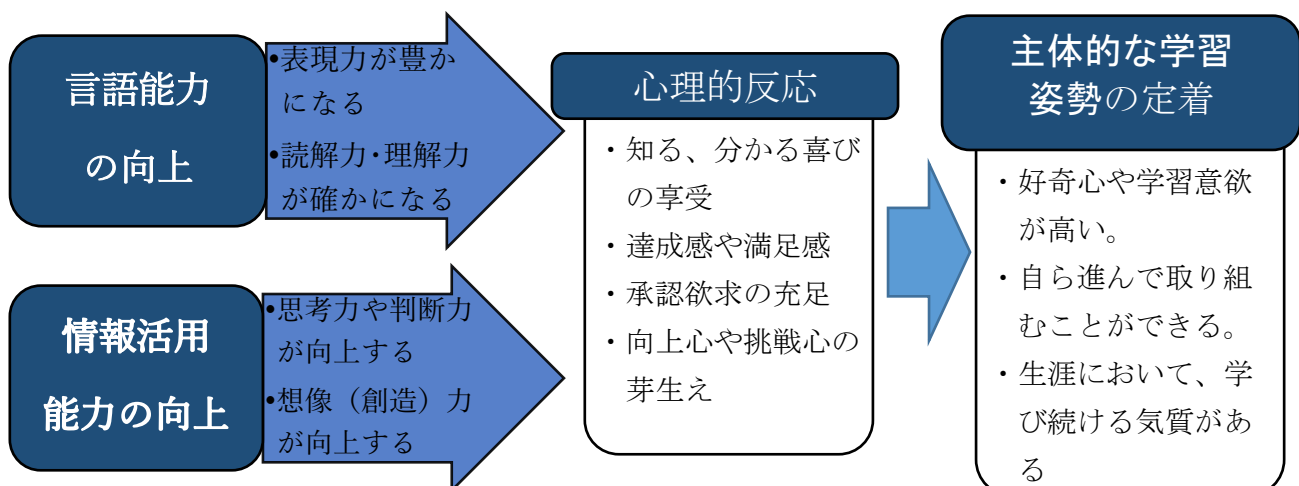 言語能力
の向上
•表現力が豊か
になる
•読解力・理解力
が確かになる
情報活用
能力の向上
•思考力や判断力
が向上する
•想像（創造）力
が向上する
心理的反応
・知る、分かる喜び
の享受
・達成感や満足感
・承認欲求の充足
・向上心や挑戦心の
芽生え
主体的な学習
姿勢の定着
・好奇心や学習意欲
が高い。
・自ら進んで取り組
むことができる。
・生涯において、学
び続ける気質があ
る